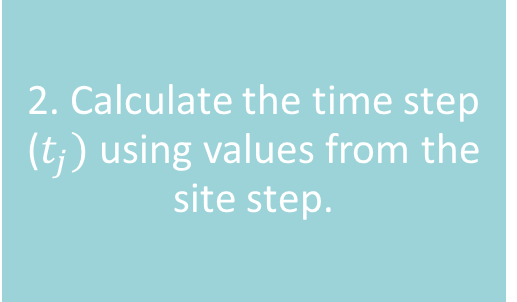 2. Calculate the time step
(tⱼ) using values from the
site step.